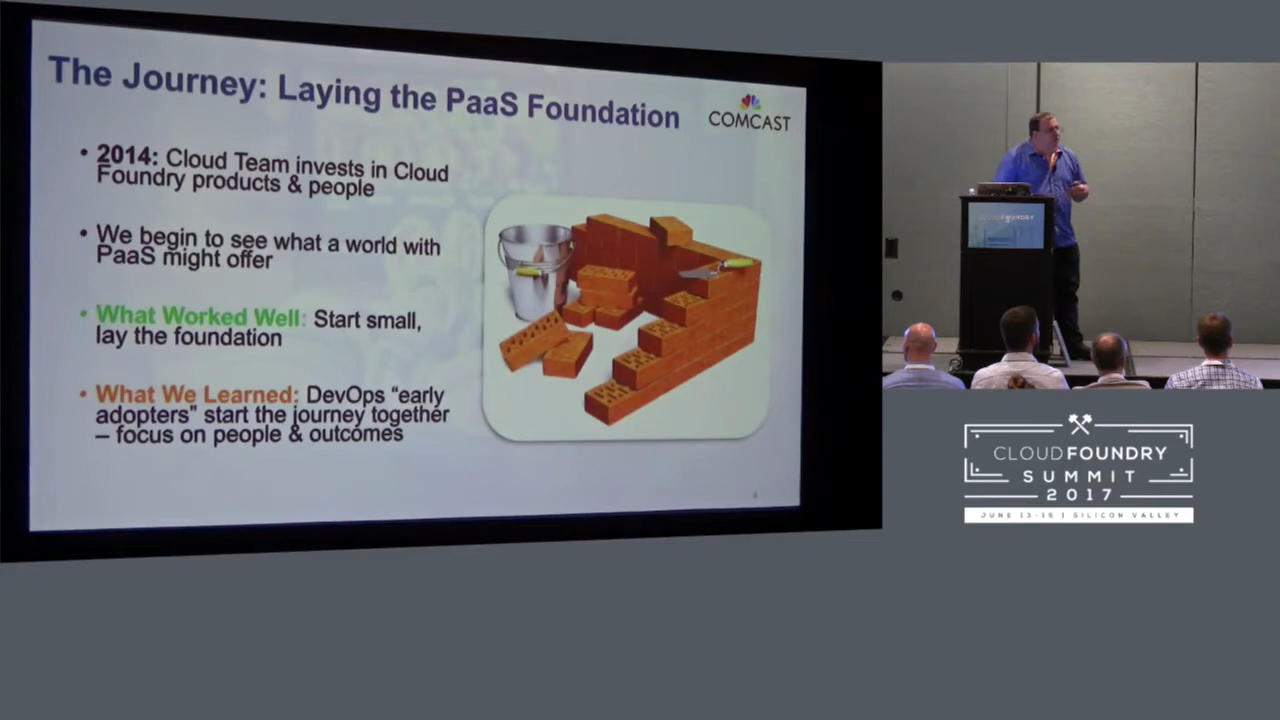 The Journey: Laying the PaaS Foundation
COMCAST
• 2014: Cloud Team invests in Cloud
Foundry products & people
• We begin to see what a world with
PaaS might offer
• What Worked Well: Start small,
lay the foundation
• What We Learned: DevOps "early
adopters" start the journey together
– focus on people & outcomes
CLOUDFOUNDRY
CLOUDFOUNDRY
SUMMIT
2017
JUNE 13-15 | SILICON VALLEY